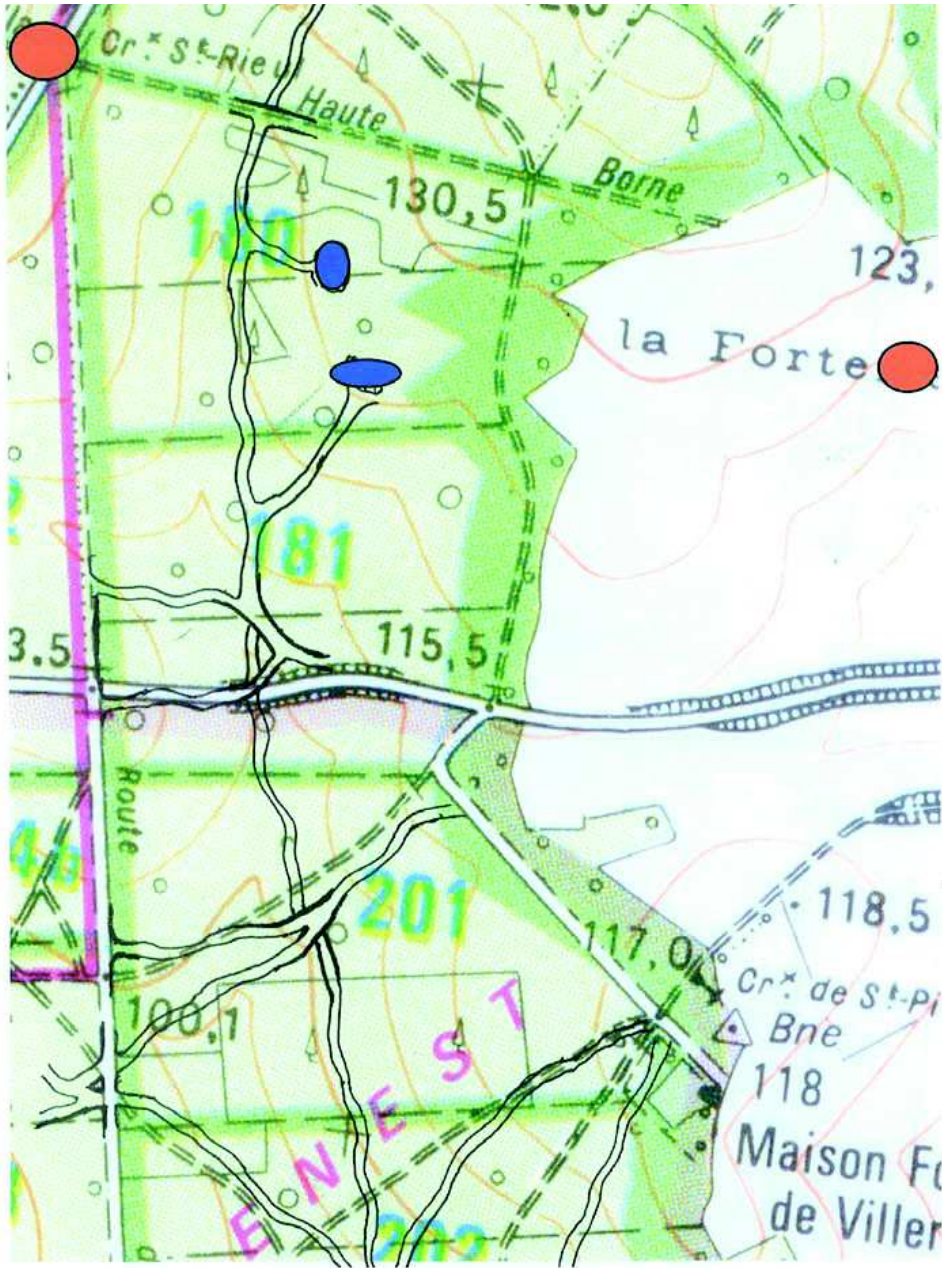 Cr.x St-Rieul
Haute
Borne
130,5
180
123,
la Forte
181
3.5
115,5
Route
201
118,5
117,0
Cr.x de St-Pi
Bne
100,1
118
Maison Fo
de Viller
ENEST
202